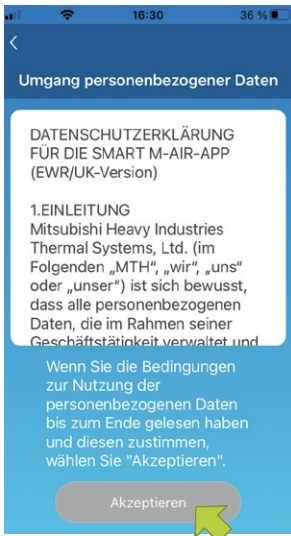 16:30 36 %
Umgang personenbezogener Daten
DATENSCHUTZERKLÄRUNG
FÜR DIE SMART M-AIR-APP
(EWR/UK-Version)
1.EINLEITUNG
Mitsubishi Heavy Industries
Thermal Systems, Ltd. (im
Folgenden „MTH“, „wir“, „uns“
oder „unser“) ist sich bewusst,
dass alle personenbezogenen
Daten, die im Rahmen seiner
Geschäftstätigkeit verwaltet und
Wenn Sie die Bedingungen
zur Nutzung der
personenbezogenen Daten
bis zum Ende gelesen haben
und diesen zustimmen,
wählen Sie "Akzeptieren".
Akzeptieren